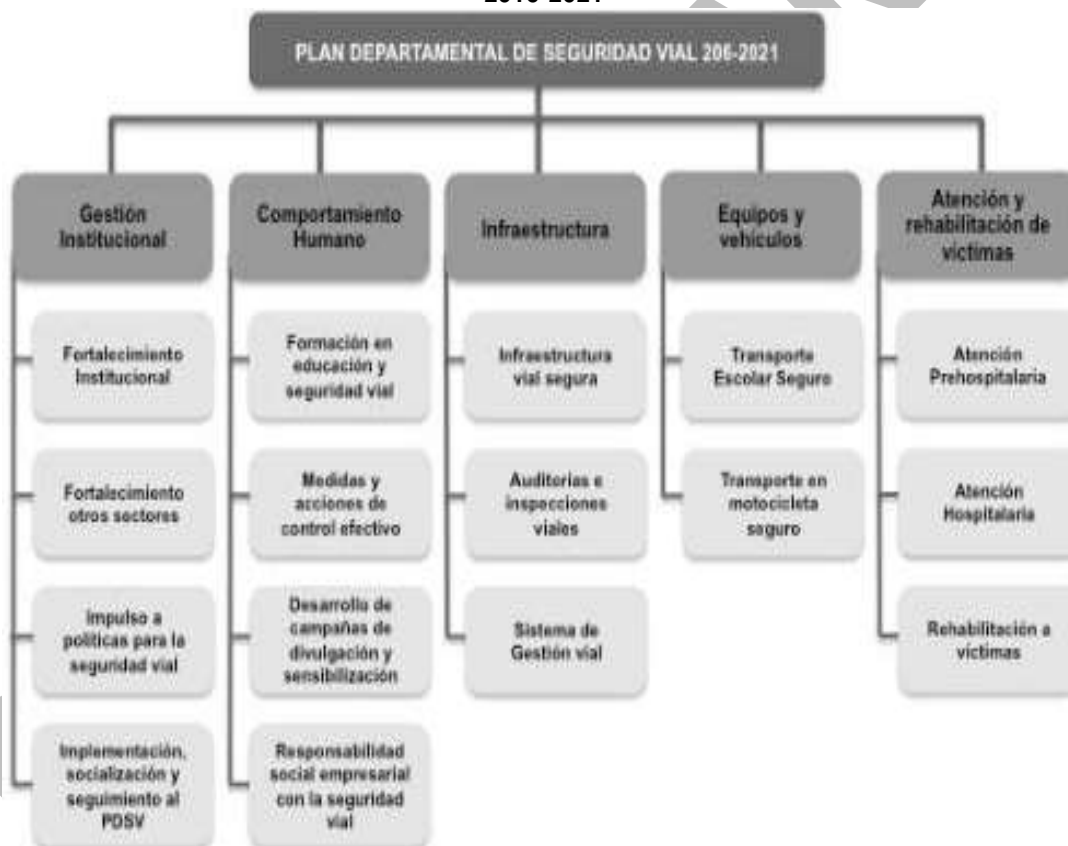 PLAN DEPARTAMENTAL DE SEGURIDAD VIAL 206-2021
Gestión
Institucional
Fortalecimiento
Institucional
Fortalecimiento
otros sectores
Impulso a
políticas para la
seguridad vial
Implementación,
socialización y
seguimiento al
PDSV
Comportamiento
Humano
Formación en
educación y
seguridad vial
Medidas y
acciones de
control efectivo
Desarrollo de
campañas de
divulgación y
sensibilización
Responsabilidad
social empresarial
con la seguridad
vial
Infraestructura
Infraestructura
vial segura
Auditorias e
inspecciones
viales
Sistema de
Gestión vial
Equipos y
vehículos
Transporte
Escolar Seguro
Transporte en
motocicleta
seguro
Atención y
rehabilitación de
víctimas
Atención
Prehospitalaria
Atención
Hospitalaria
Rehabilitación a
víctimas